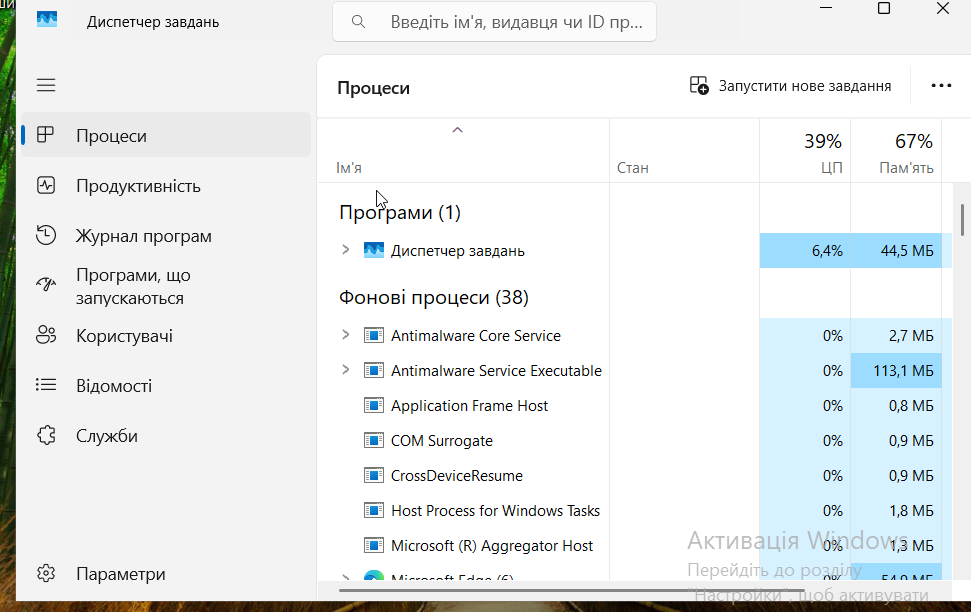 Диспетчер завдань
Введіть ім'я, видавця чи ID пр...
Процеси
Запустити нове завдання
Процеси
Продуктивність
Журнал програм
Програми, що
запускаються
Користувачі
Відомості
Служби
Параметри
39% 67%
Ім'я Стан ЦП Пам'ять
Програми (1)
Диспетчер завдань 6,4% 44,5 МБ
Фонові процеси (38)
Antimalware Core Service 0% 2,7 МБ
Antimalware Service Executable 0% 113,1 МБ
Application Frame Host 0% 0,8 МБ
COM Surrogate 0% 0,9 МБ
CrossDeviceResume 0% 0,9 МБ
Host Process for Windows Tasks 0% 1,8 МБ
Microsoft (R) Aggregator Host 0% 1,3 МБ
Microsoft Edge (6) 0% 54,9 МБ
Активація Windows
Перейдіть до розділу
"Настройки", щоб активувати